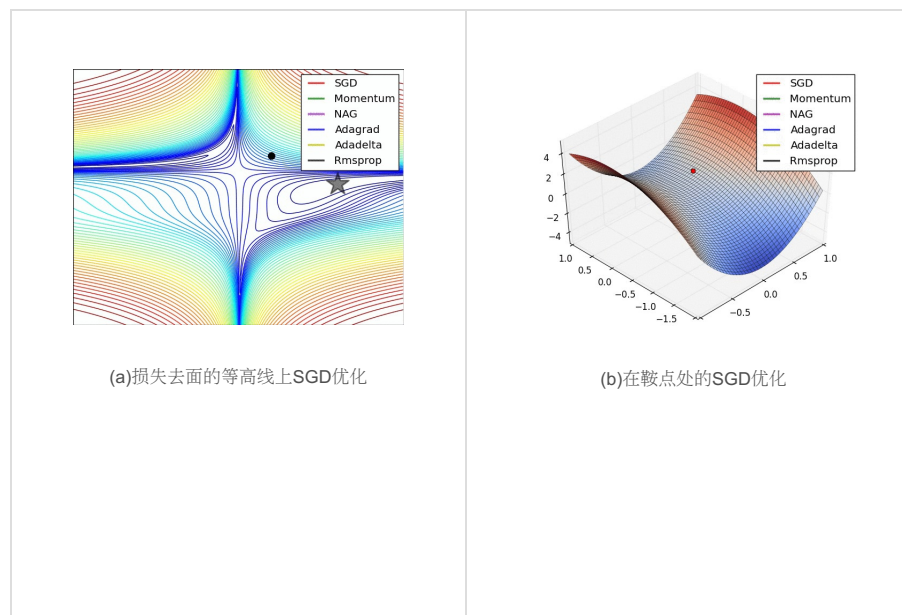 SGD
Momentum
NAG
Adagrad
Adadelta
Rmsprop
(a)损失去面的等高线上SGD优化
SGD
Momentum
NAG
Adagrad
Adadelta
Rmsprop
4
2
0
−2
−4
1.0
0.5
0.0
−0.5
−1.0
−1.5
−0.5
0.0
0.5
1.0
(b)在鞍点处的SGD优化